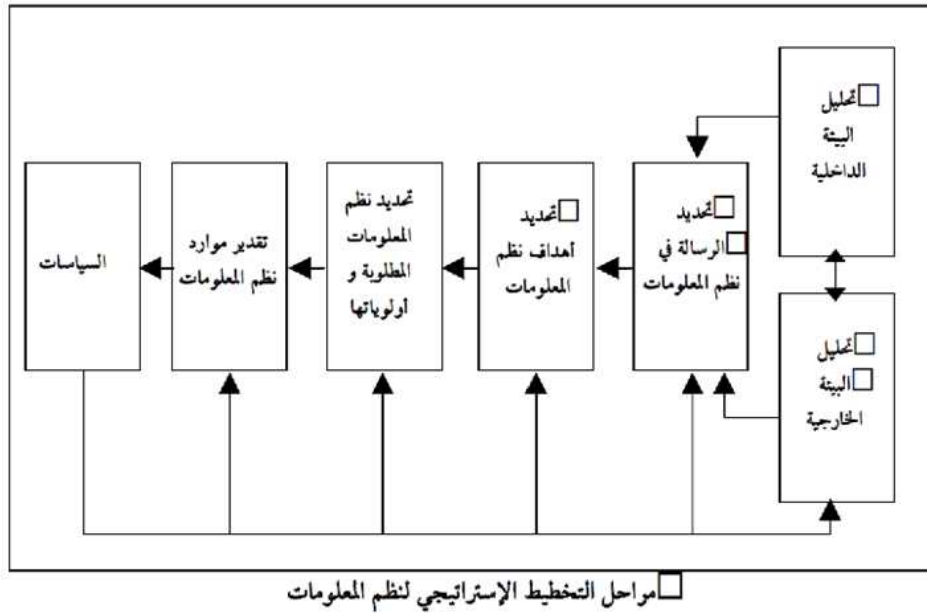 □تحليل
البيئة
الداخلية
□تحليل
□البيئة
الخارجية
□تحديد
□الرسالة في
نظم المعلومات
□تحديد
أهداف نظم
المعلومات
تحديد نظم
المعلومات
المطلوبة و
أولوياتها
تقدير موارد
نظم المعلومات
السياسات
□مراحل التخطيط الإستراتيجي لنظم المعلومات